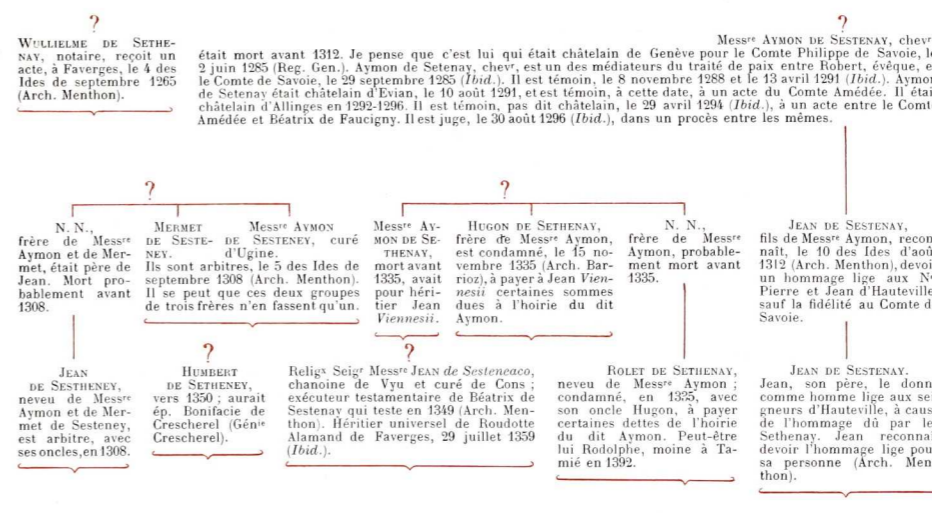 ?
WULLIELME DE SETHE-
NAY, notaire, reçoit un
acte, à Faverges, le 4 des
Ides de septembre 1265
(Arch. Menthon).
?
Messre AYMON DE SESTENAY, chevr
était mort avant 1312. Je pense que c'est lui qui était châtelain de Genève pour le Comte Philippe de Savoie, le
2 juin 1285 (Reg. Gen.). Aymon de Setenay, chevr, est un des médiateurs du traité de paix entre Robert, évêque, e
le Comte de Savoie, le 29 septembre 1285 (Ibid.). Il est témoin, le 8 novembre 1288 et le 13 avril 1291 (Ibid.). Aymon
de Setenay était châtelain d'Evian, le 10 août 1291, et est témoin, à cette date, à un acte du Comte Amédée. Il étai
châtelain d'Allinges en 1292-1296. Il est témoin, pas dit châtelain, le 29 avril 1294 (Ibid.), à un acte entre le Comt
Amédée et Béatrix de Faucigny. Il est juge, le 30 août 1296 (Ibid.), dans un procès entre les mêmes.
?
N. N.,
frère de Messre
Aymon et de Mer-
met, était père de
Jean. Mort pro-
bablement avant
1308.
MERMET
DE SESTE-
NEY.
Messre AYMON
DE SESTENEY, curé
d'Ugine.
Ils sont arbitres, le 5 des Ides de
septembre 1308 (Arch. Menthon).
Il se peut que ces deux groupes
de trois frères n'en fassent qu'un.
?
Messre AY-
MON DE SE-
THENAY,
mort avant
1335, avait
pour héri-
tier Jean
Viennesii.
HUGON DE SETHENAY,
frère de Messre Aymon,
est condamné, le 15 no-
vembre 1335 (Arch. Bar-
rioz), à payer à Jean Vien-
nesii certaines sommes
dues à l'hoirie du dit
Aymon.
N. N.,
frère de Messre
Aymon, probable-
ment mort avant
1335.
JEAN DE SESTENAY,
fils de Messre Aymon, recon
naît, le 10 des Ides d'aoû
1312 (Arch. Menthon), devoi
un hommage lige aux Ns
Pierre et Jean d'Hauteville
sauf la fidélité au Comte d
Savoie.
JEAN
DE SESTHENEY,
neveu de Messre
Aymon et de Mer-
met de Sesteney,
est arbitre, avec
ses oncles, en 1308.
?
HUMBERT
DE SETHENEY,
vers 1350 ; aurait
ép. Bonifacie de
Crescherel (Génie
Crescherel).
?
Religx Seigr Messre JEAN de Sesteneaco,
chanoine de Vyu et curé de Cons ;
exécuteur testamentaire de Béatrix de
Sestenay qui teste en 1349 (Arch. Men-
thon). Héritier universel de Roudotte
Alamand de Faverges, 29 juillet 1359
(Ibid.).
ROLET DE SETHENAY,
neveu de Messre Aymon ;
condamné, en 1335, avec
son oncle Hugon, à payer
certaines dettes de l'hoirie
du dit Aymon. Peut-être
lui Rodolphe, moine à Ta-
mié en 1392.
JEAN DE SESTENAY.
Jean, son père, le donn
comme homme lige aux sei
gneurs d'Hauteville, à caus
de l'hommage dû par le
Sethenay. Jean reconnai
devoir l'hommage lige pou
sa personne (Arch. Men
thon).